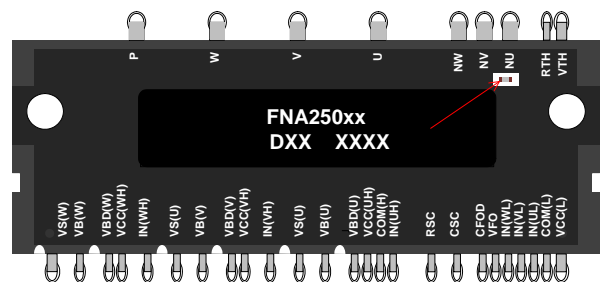 P
W
V
U
NW
NV
NU
RTH
VTH
FNA250xx
DXX XXXX
VS(W)
VB(W)
VBD(W)
VCC(WH)
IN(WH)
VS(U)
VB(V)
VBD(V)
VCC(VH)
IN(VH)
VS(U)
VB(U)
VBD(U)
VCC(UH)
COM(H)
IN(UH)
RSC
CSC
CFOD
VFO
IN(WL)
IN(VL)
IN(UL)
COM(L)
VCC(L)